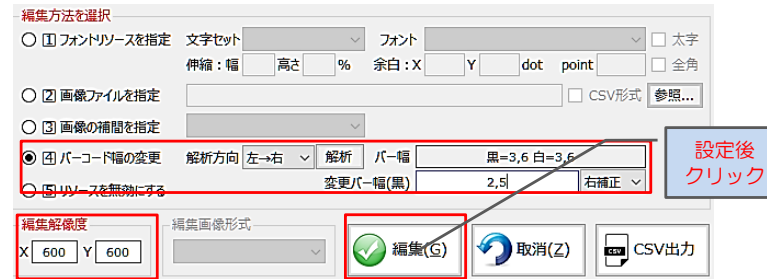 編集方法を選択
1 フォントリソースを指定 文字セット フォント 太字
伸縮：幅 高さ % 余白：X Y dot point 全角
2 画像ファイルを指定 CSV形式 参照...
3 画像の補間を指定
4 バーコード幅の変更 解析方向 左→右 解析 バー幅 黒=3,6 白=3,6
5 リソースを無効にする 変更バー幅(黒) 2,5 右補正
設定後
クリック
編集解像度 編集画像形式
X 600 Y 600 編集(G) 取消(Z) CSV出力